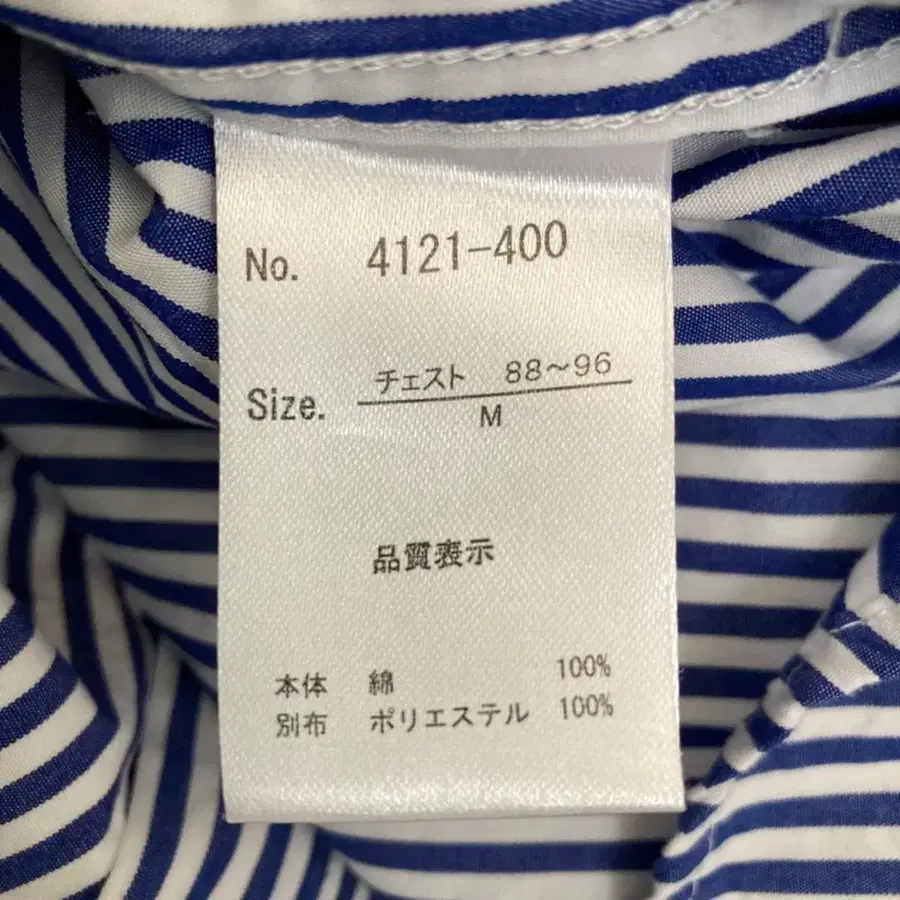 No. 4121-400
Size. チェスト 88～96
M
品質表示
本体 綿 100%
別布 ポリエステル 100%